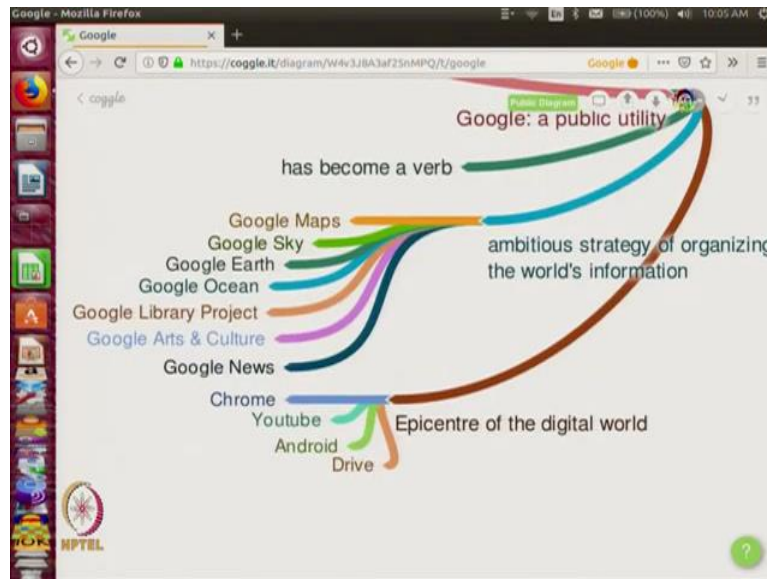 Google - Mozilla Firefox
En
(100%)
10:05 AM
Google
https://coggle.it/diagram/W4v3J8A3af25nMPQ/t/google
Google
coggle
Public Diagram
Google: a public utility
has become a verb
Google Maps
Google Sky
Google Earth
Google Ocean
Google Library Project
Google Arts & Culture
Google News
ambitious strategy of organizing
the world's information
Chrome
Youtube
Android
Drive
Epicentre of the digital world
NPTEL
?